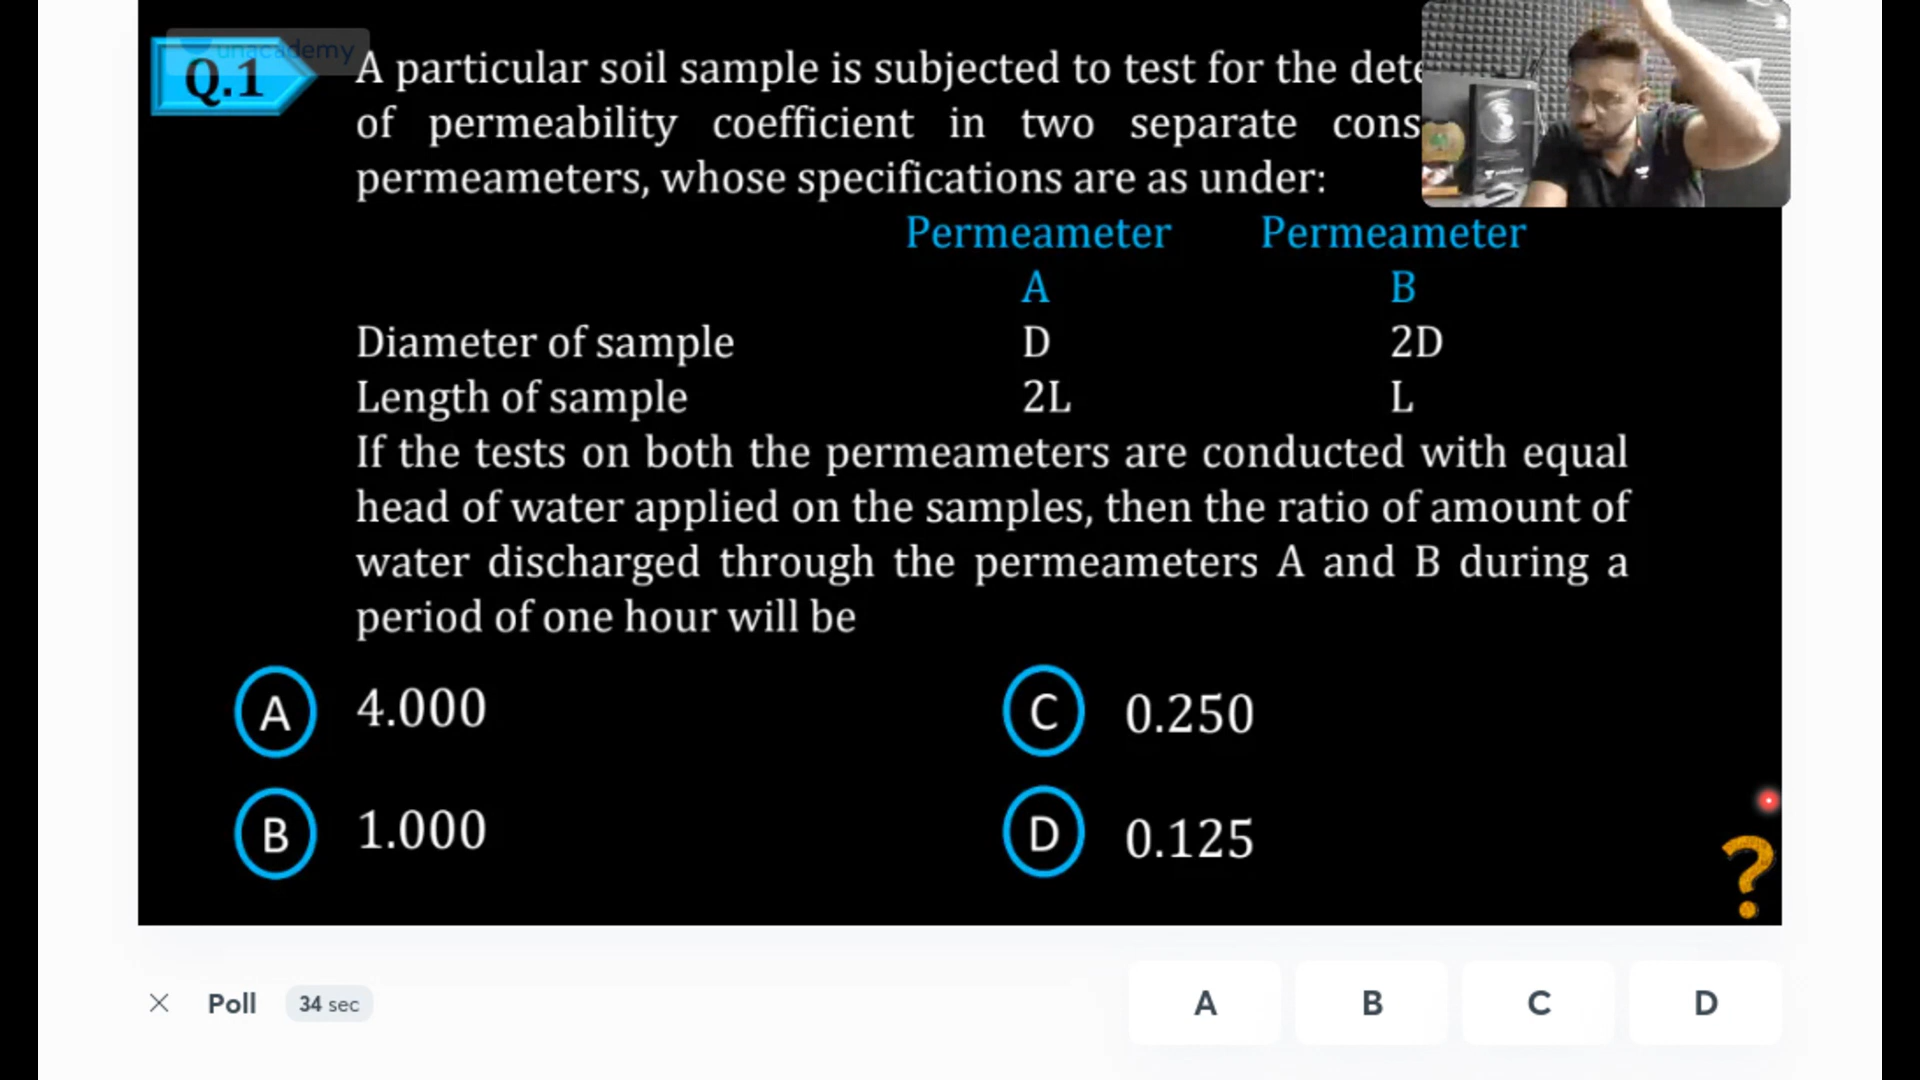 unacademy
Q.1
A particular soil sample is subjected to test for the
of permeability coefficient in two separate
permeameters, whose specifications are as under:
Permeameter Permeameter
A B
Diameter of sample D 2D
Length of sample 2L L
If the tests on both the permeameters are conducted with equal
head of water applied on the samples, then the ratio of amount of
water discharged through the permeameters A and B during a
period of one hour will be
A 4.000
C 0.250
B 1.000
D 0.125
?
× Poll 34 sec A B C D